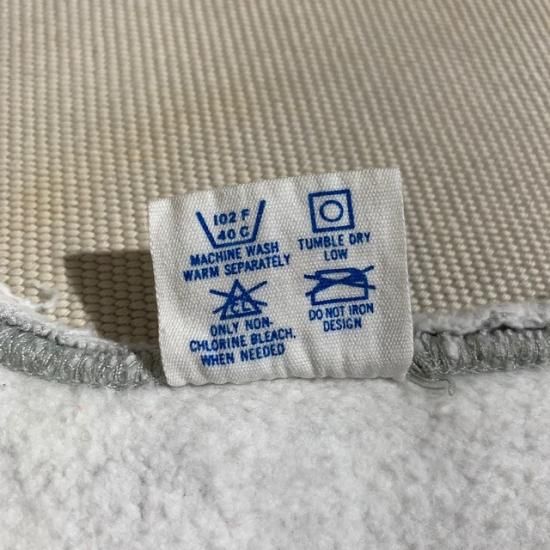 102 F
40 C
MACHINE WASH
WARM SEPARATELY
TUMBLE DRY
LOW
CL
ONLY NON-
CHLORINE BLEACH.
WHEN NEEDED
DO NOT IRON
DESIGN